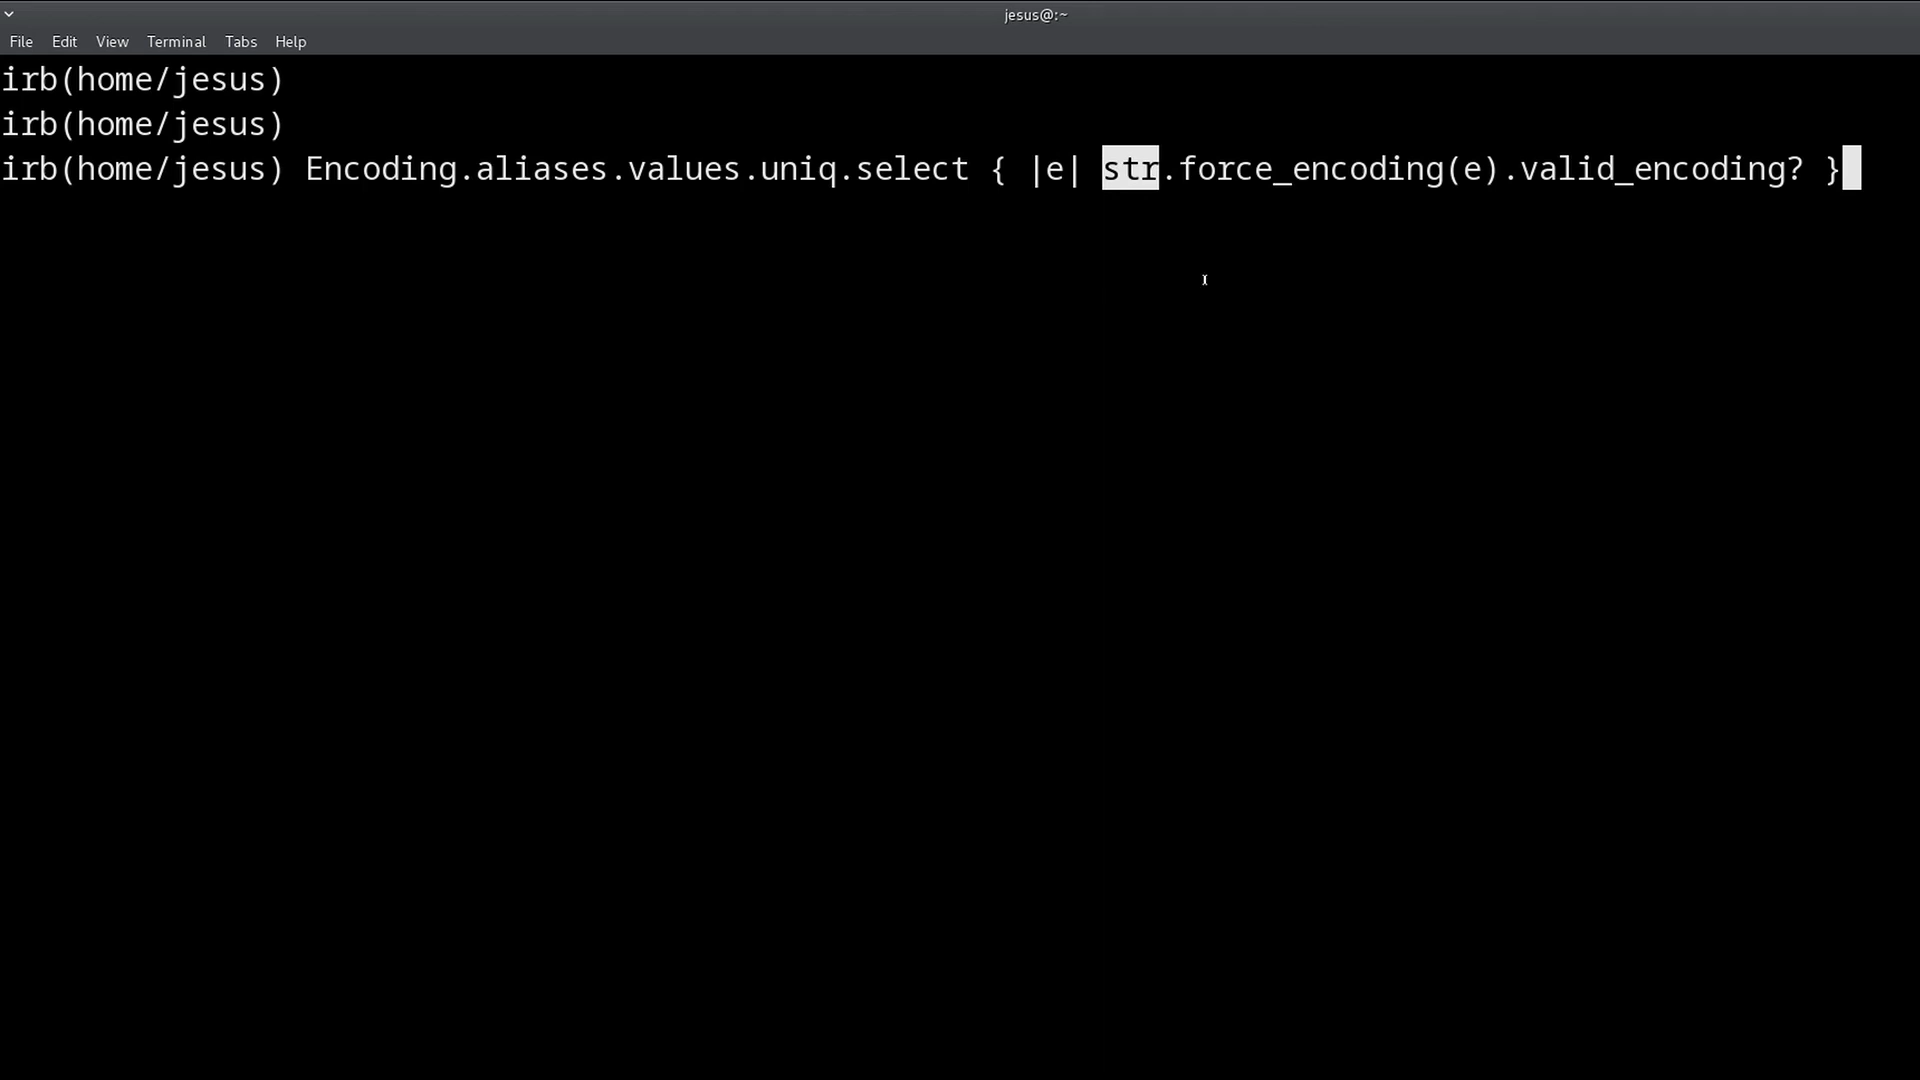 jesus@:~
File Edit View Terminal Tabs Help
irb(home/jesus)
irb(home/jesus)
irb(home/jesus) Encoding.aliases.values.uniq.select { |e| str.force_encoding(e).valid_encoding? }